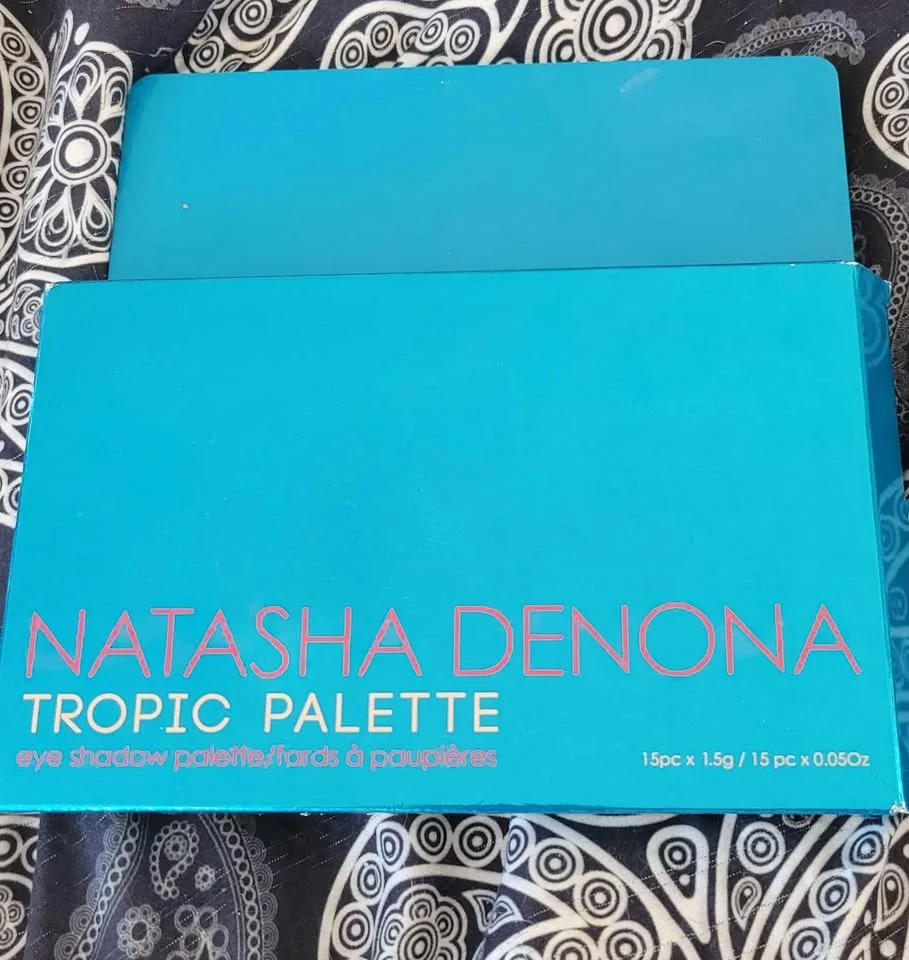 NATASHA DENONA
TROPIC PALETTE
eye shadow palette/fards à paupières
15pc x 1.5g / 15 pc x 0.05Oz